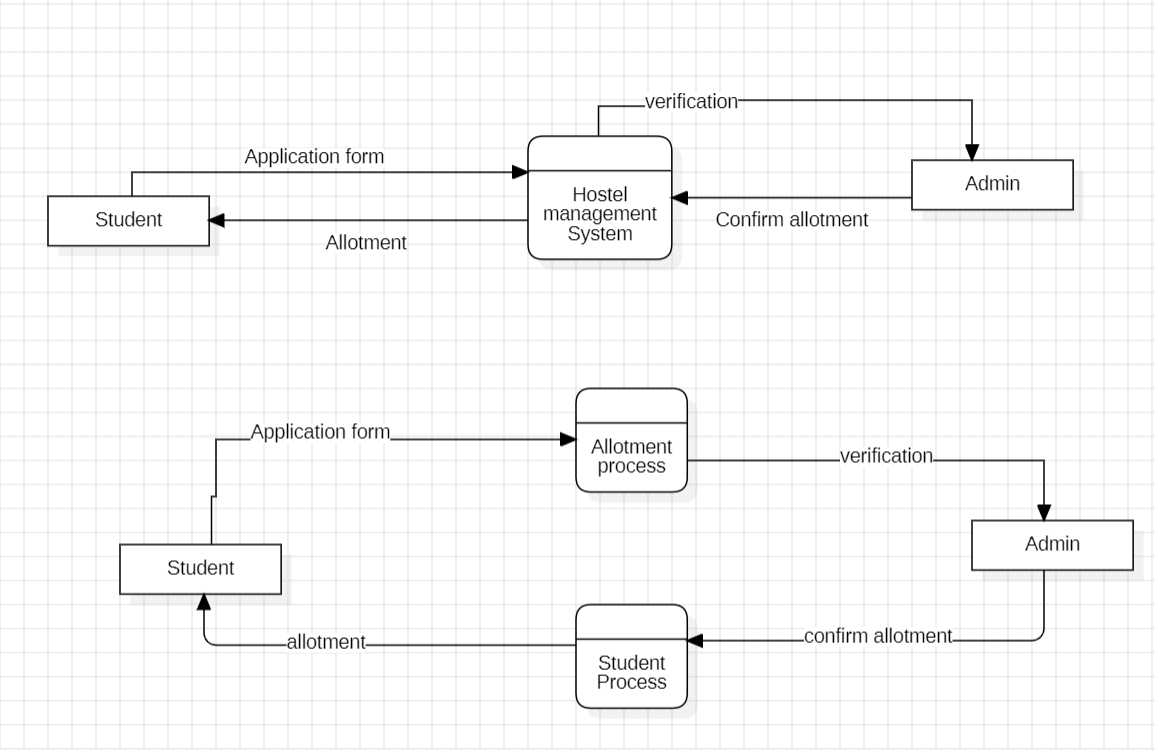 verification
Application form
Admin
Hostel
management
System
Student
Confirm allotment
Allotment
Application form
Allotment
process
verification
Admin
Student
confirm allotment
allotment
Student
Process